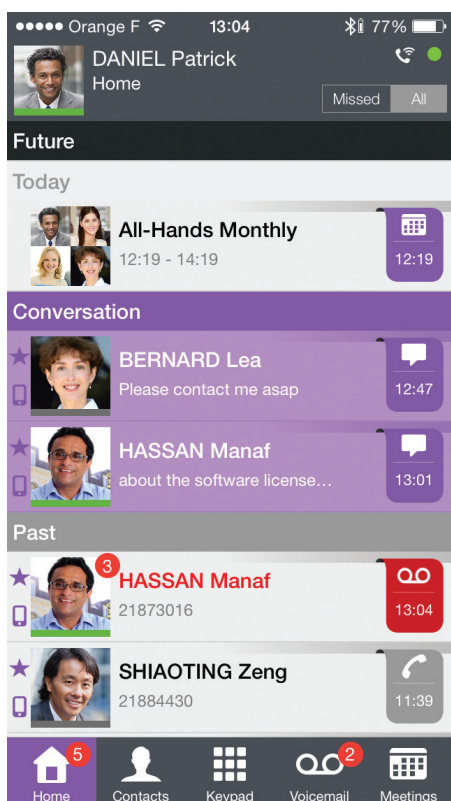 Orange F 13:04 77%
DANIEL Patrick
Home
Missed All
Future
Today
All-Hands Monthly
12:19 - 14:19
12:19
Conversation
BERNARD Lea
Please contact me asap
12:47
HASSAN Manaf
about the software license...
13:01
Past
3
HASSAN Manaf
21873016
13:04
SHIAOTING Zeng
21884430
11:39
5
2
Home Contacts Keypad Voicemail Meetings